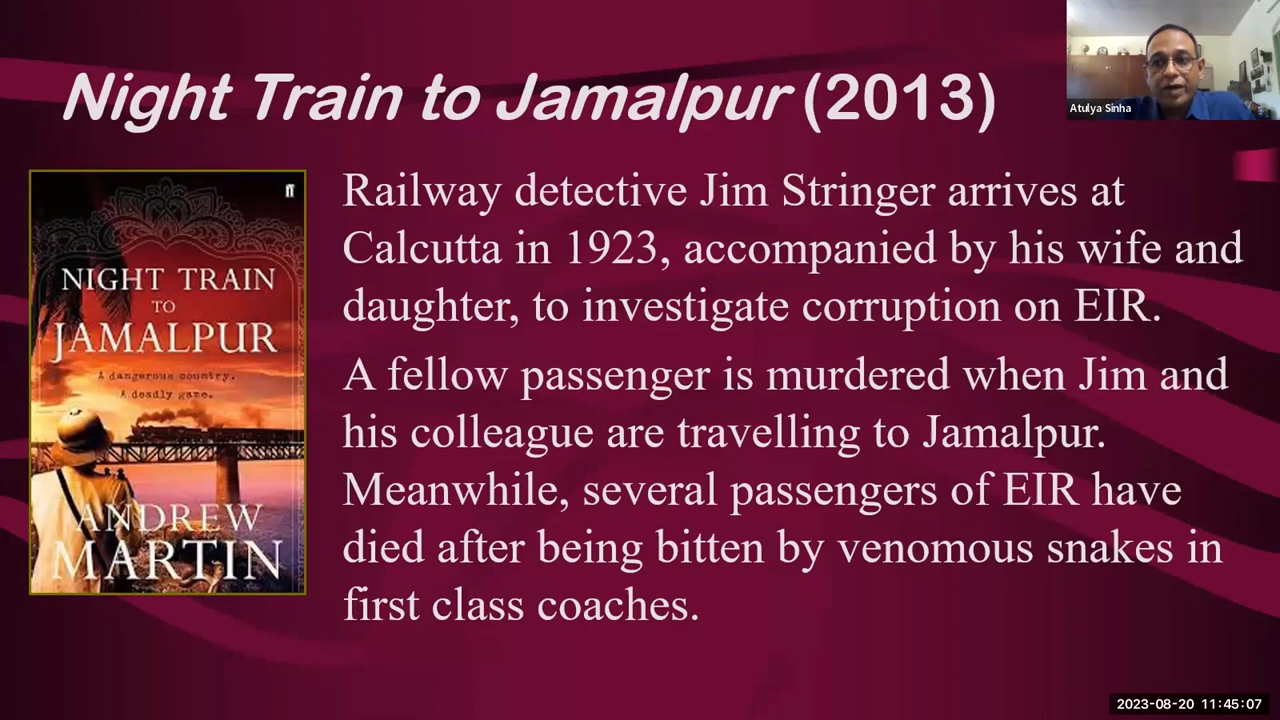 Night Train to Jamalpur (2013)
Atulya Sinha
ff
NIGHT TRAIN
TO
JAMALPUR
A dangerous country.
A deadly game.
ANDREW
MARTIN
Railway detective Jim Stringer arrives at
Calcutta in 1923, accompanied by his wife and
daughter, to investigate corruption on EIR.
A fellow passenger is murdered when Jim and
his colleague are travelling to Jamalpur.
Meanwhile, several passengers of EIR have
died after being bitten by venomous snakes in
first class coaches.
2023-08-20 11:45:07